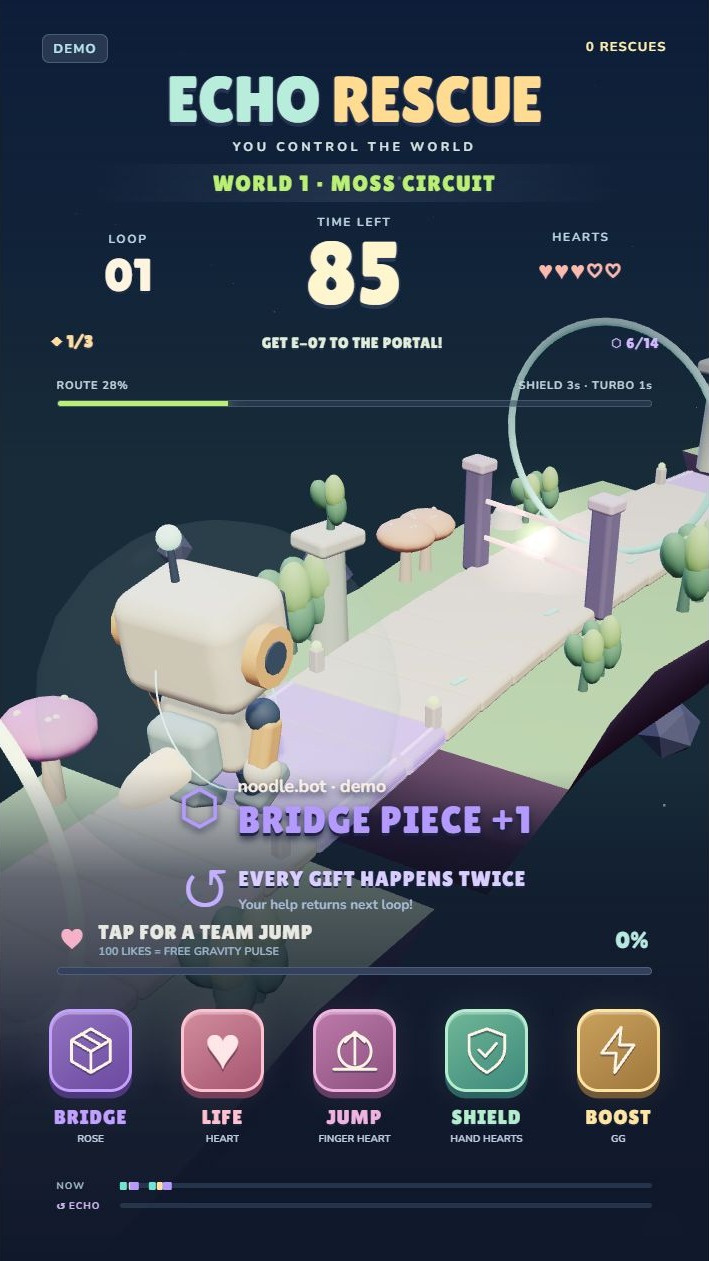 DEMO
0 RESCUES
ECHO RESCUE
YOU CONTROL THE WORLD
WORLD 1 · MOSS CIRCUIT
LOOP
01
TIME LEFT
85
HEARTS
♥♥♥♡♡
◆ 1/3
GET E-07 TO THE PORTAL!
⬡ 6/14
ROUTE 28%
SHIELD 3s · TURBO 1s
noodle.bot · demo
BRIDGE PIECE +1
EVERY GIFT HAPPENS TWICE
Your help returns next loop!
TAP FOR A TEAM JUMP
100 LIKES = FREE GRAVITY PULSE
0%
BRIDGE
ROSE
LIFE
HEART
JUMP
FINGER HEART
SHIELD
HAND HEARTS
BOOST
GG
NOW
↺ ECHO